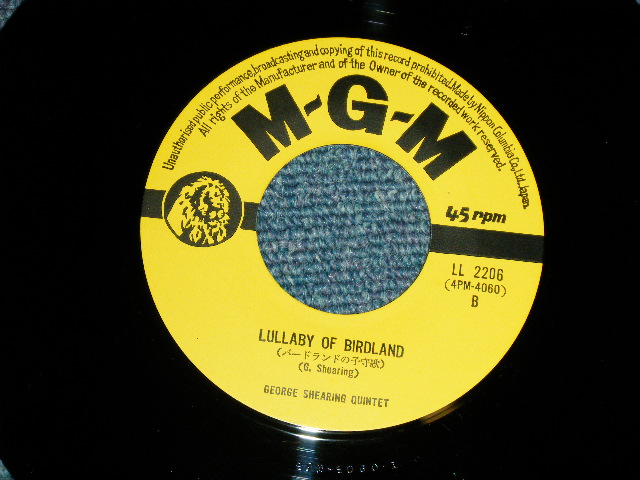 Unauthorised public performance, broadcasting and copying of this record prohibited. Made by Nippon Columbia Co., Ltd., Japan.
All rights of the Manufacturer and of the Owner of the recorded work reserved.
M-G-M
45 rpm
LL 2206
(4PM-4060)
B
LULLABY OF BIRDLAND
(バードランドの子守歌)
(G. Shearing)
GEORGE SHEARING QUINTET